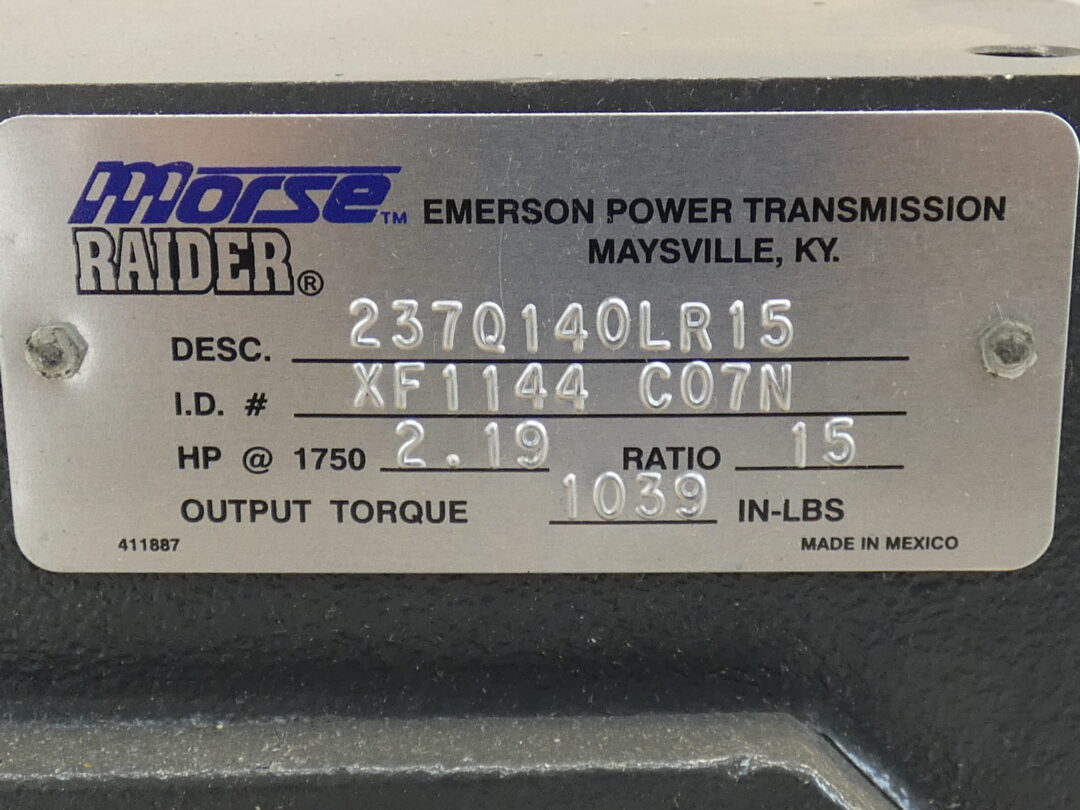 morse™ EMERSON POWER TRANSMISSION
RAIDER® MAYSVILLE, KY.
DESC. 237Q140LR15
I.D. # XF1144 C07N
HP @ 1750 2.19 RATIO 15
OUTPUT TORQUE 1039 IN-LBS
411887 MADE IN MEXICO